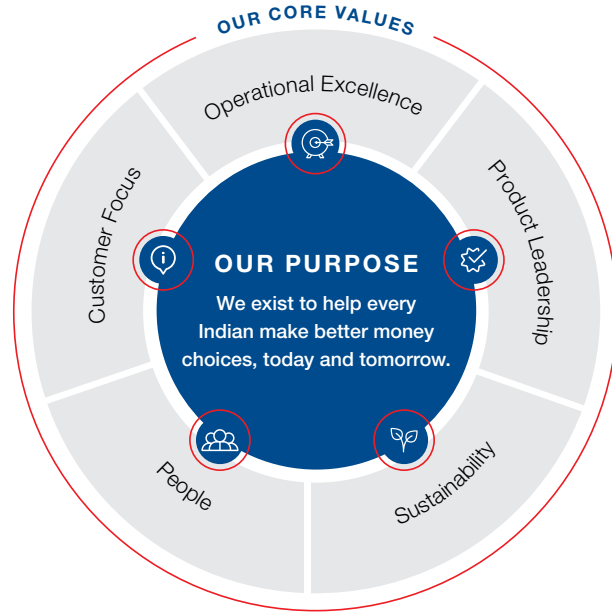 OUR CORE VALUES
Operational Excellence
Product Leadership
Sustainability
People
Customer Focus
OUR PURPOSE
We exist to help every
Indian make better money
choices, today and tomorrow.